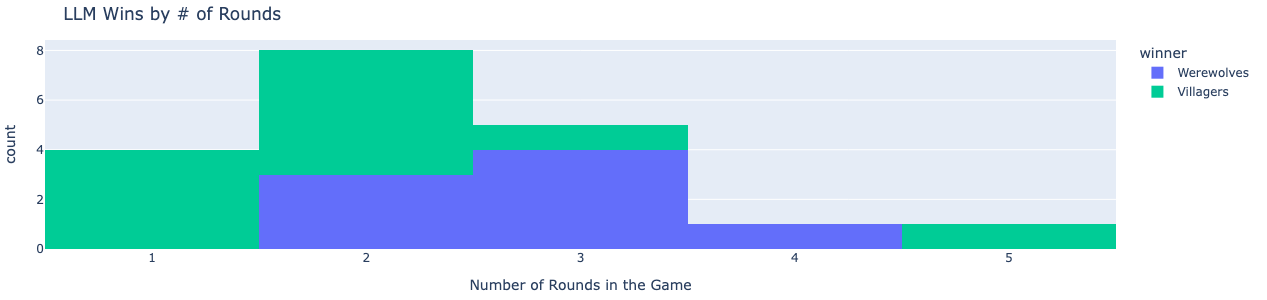 LLM Wins by # of Rounds
count
8
6
4
2
0
1
2
3
4
5
Number of Rounds in the Game
winner
Werewolves
Villagers